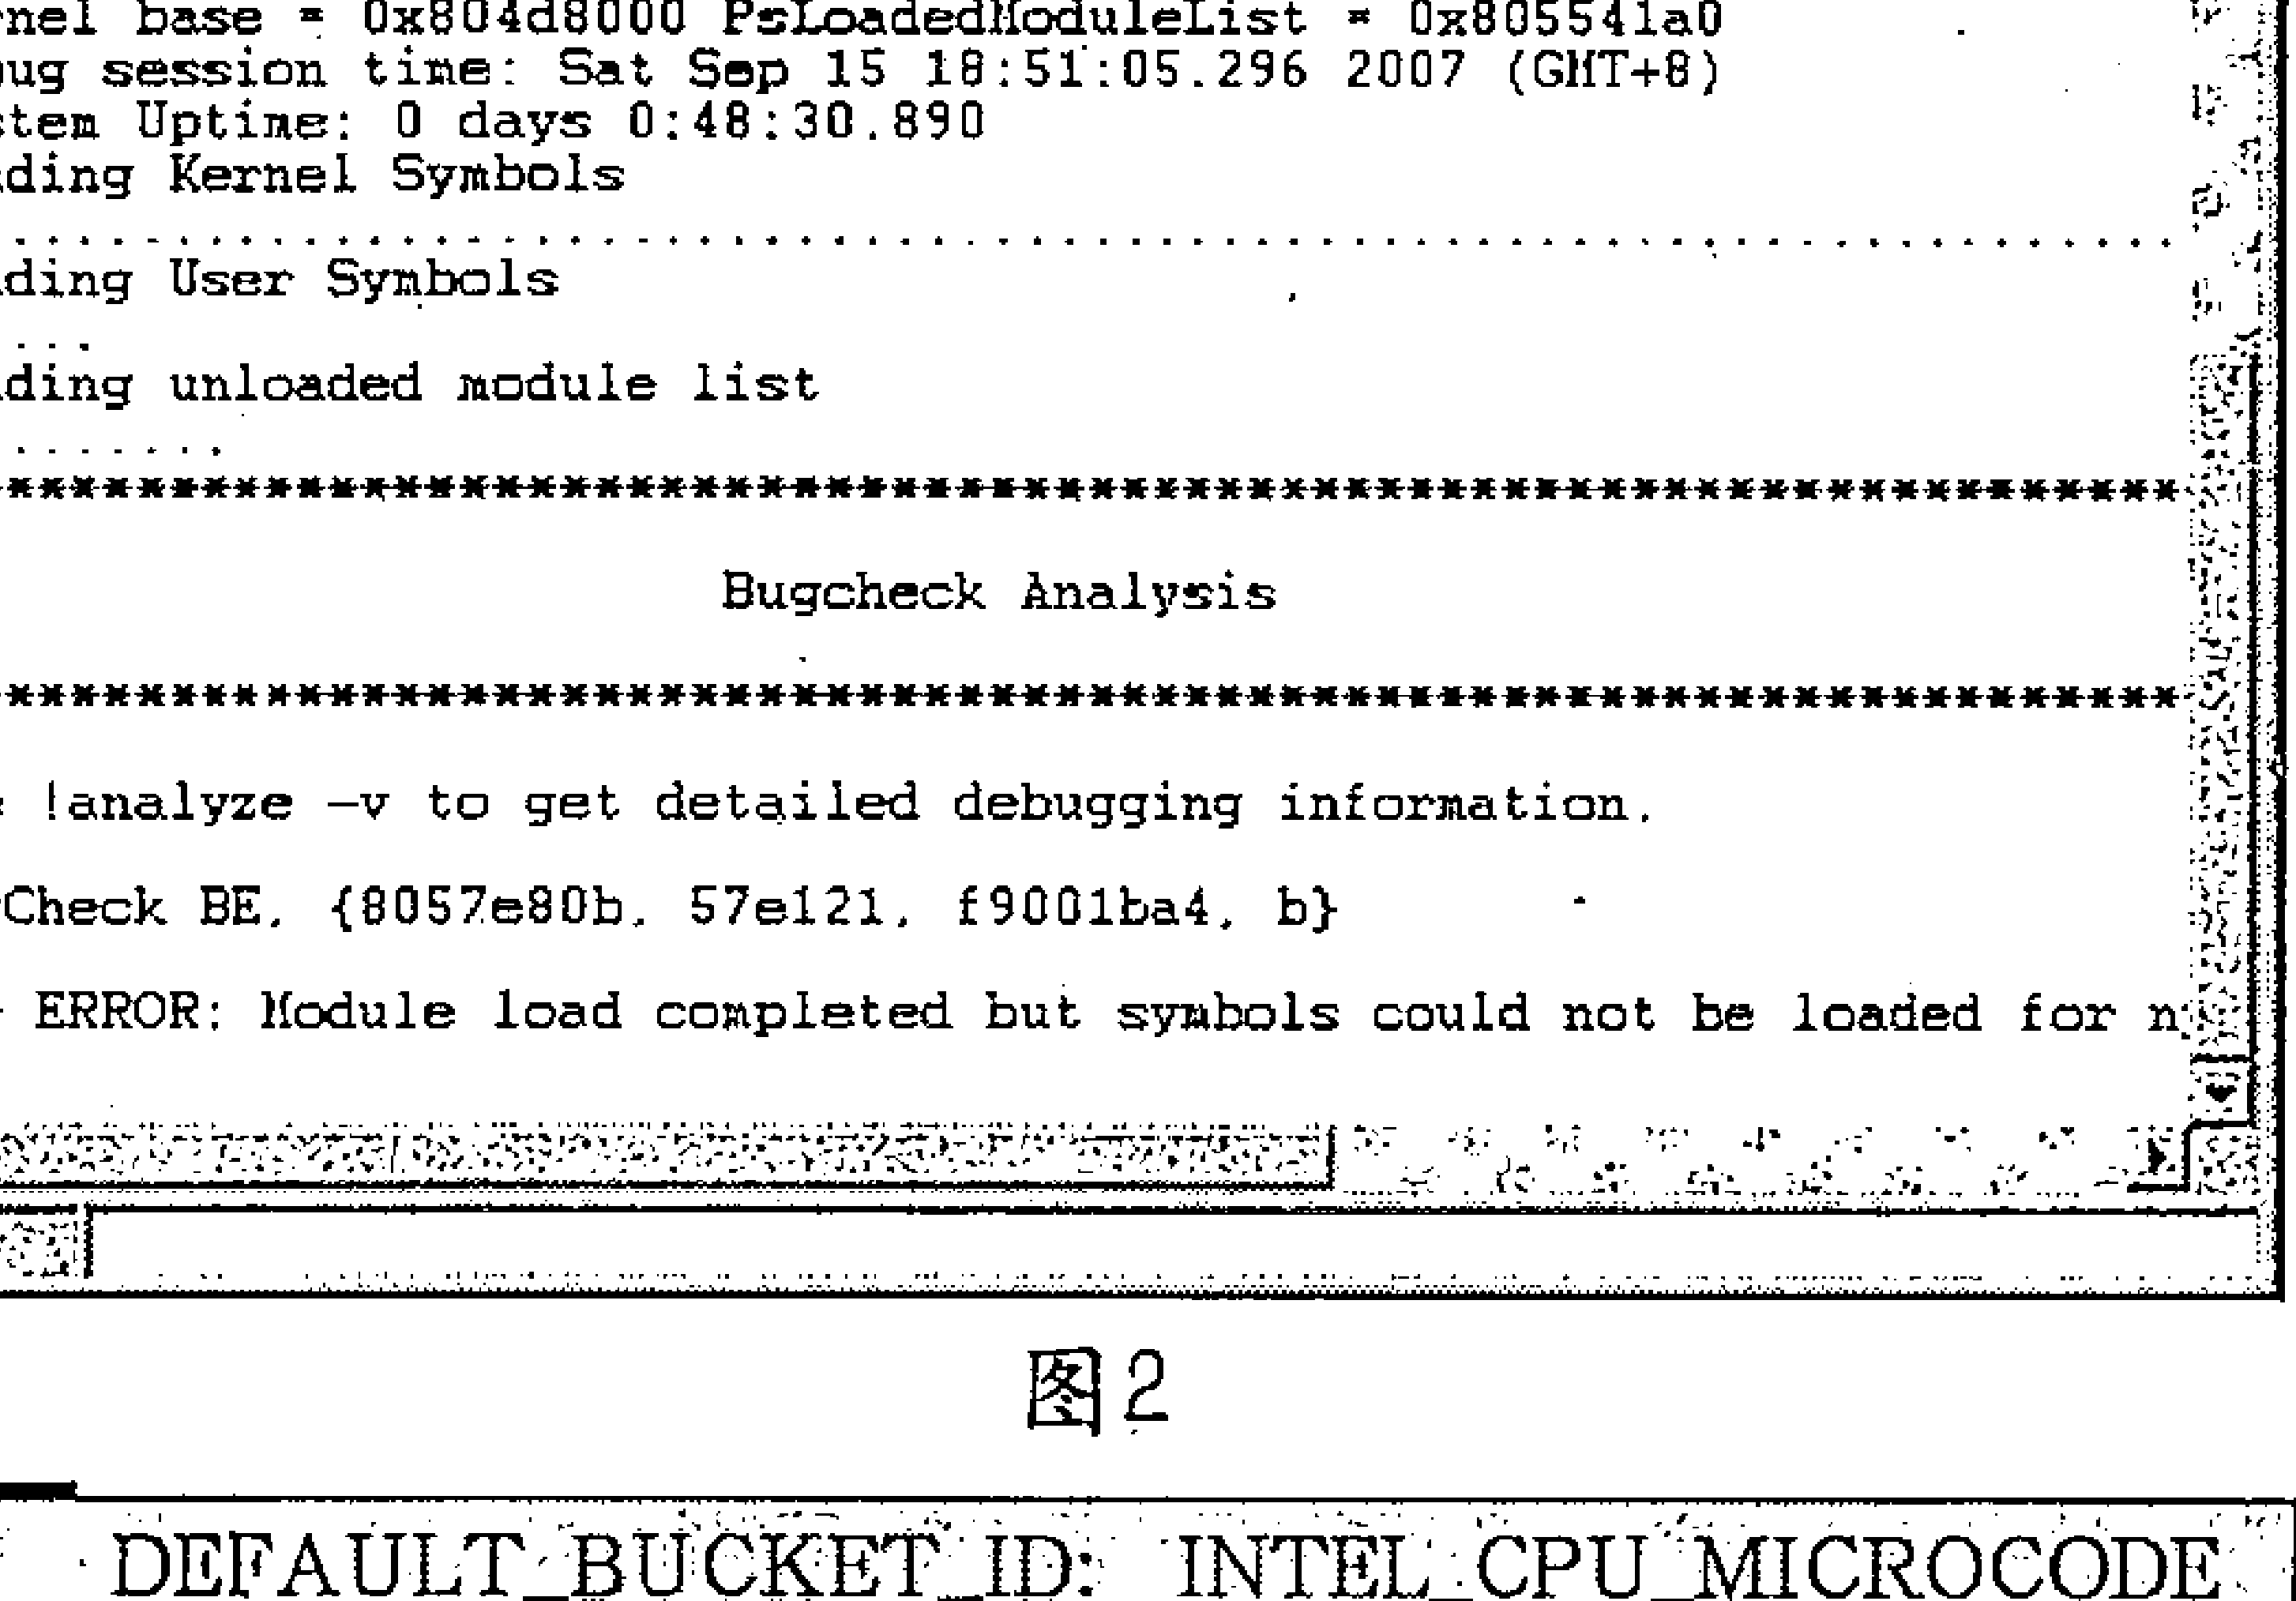 nel base = 0x804d8000 PsLoadedModuleList = 0x805541a0
ug session time: Sat Sep 15 18:51:05.296 2007 (GMT+8)
stem Uptime: 0 days 0:48:30.890
ding Kernel Symbols
..................................................................
ding User Symbols
...
ding unloaded module list
.......
*******************************************************************
Bugcheck Analysis
*******************************************************************
!analyze -v to get detailed debugging information.
Check BE, {8057e80b, 57e121, f9001ba4, b}
ERROR: Module load completed but symbols could not be loaded for n
图2
DEFAULT_BUCKET_ID: INTEL_CPU_MICROCODE